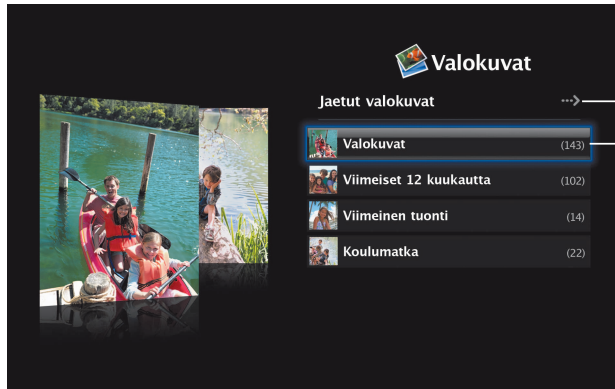 Valokuvat
Jaetut valokuvat
Valokuvat (143)
Viimeiset 12 kuukautta (102)
Viimeinen tuonti (14)
Koulumatka (22)